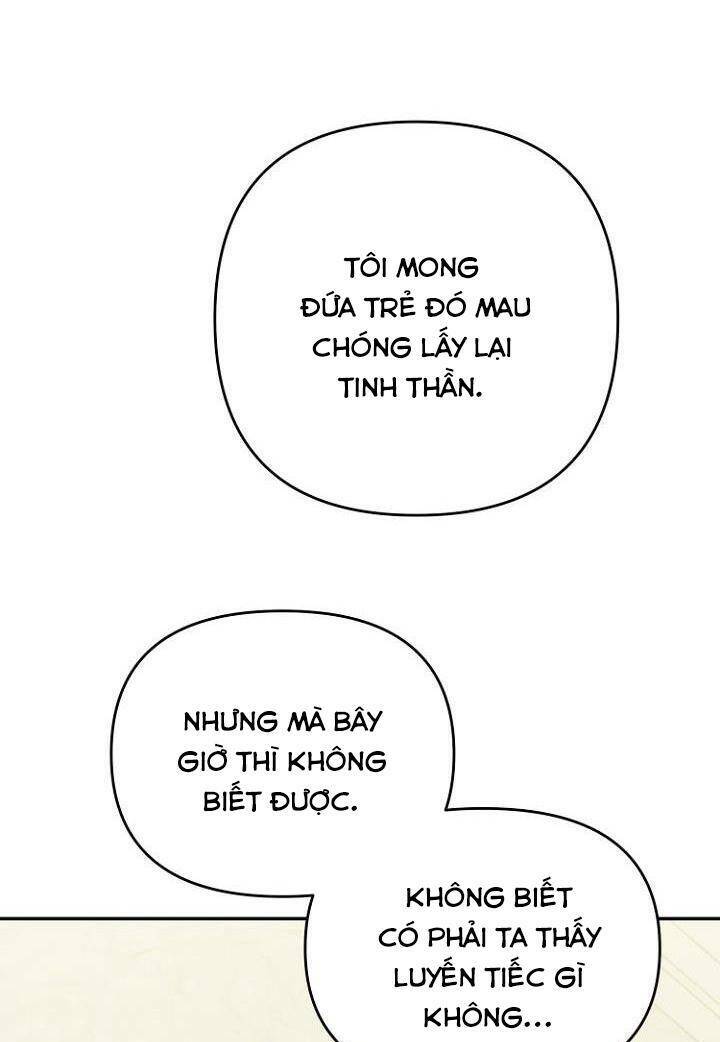 TÔI MONG
ĐỨA TRẺ ĐÓ MAU
CHÓNG LẤY LẠI
TINH THẦN.
NHƯNG MÀ BÂY
GIỜ THÌ KHÔNG
BIẾT ĐƯỢC.
KHÔNG BIẾT
CÓ PHẢI TA THẤY
LUYẾN TIẾC GÌ
KHÔNG...